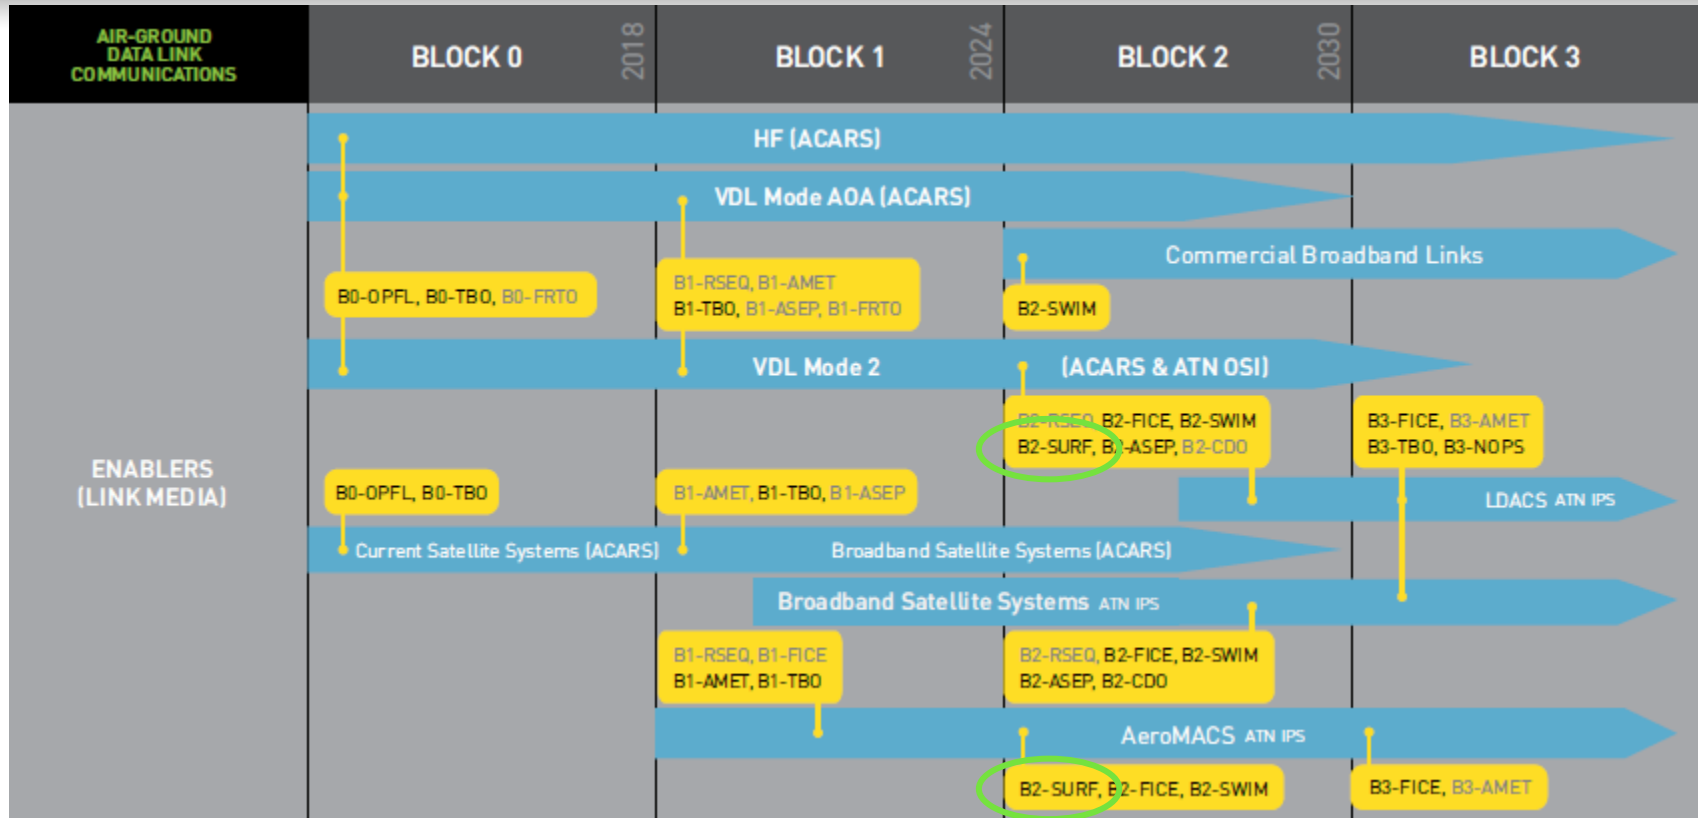 AIR-GROUND
DATA LINK
COMMUNICATIONS
BLOCK 0
2018
BLOCK 1
2024
BLOCK 2
2030
BLOCK 3
HF (ACARS)
VDL Mode AOA (ACARS)
Commercial Broadband Links
B0-OPFL, B0-TBO, B0-FRTO
B1-RSEQ, B1-AMET
B1-TBO, B1-ASEP, B1-FRTO
B2-SWIM
VDL Mode 2
(ACARS & ATN OSI)
B2-RSEQ, B2-FICE, B2-SWIM
B2-SURF, B2-ASEP, B2-CDO
B3-FICE, B3-AMET
B3-TBO, B3-NOPS
ENABLERS
(LINK MEDIA)
B0-OPFL, B0-TBO
B1-AMET, B1-TBO, B1-ASEP
LDACS ATN IPS
Current Satellite Systems (ACARS)
Broadband Satellite Systems (ACARS)
Broadband Satellite Systems ATN IPS
B1-RSEQ, B1-FICE
B1-AMET, B1-TBO
B2-RSEQ, B2-FICE, B2-SWIM
B2-ASEP, B2-CDO
AeroMACS ATN IPS
B2-SURF, B2-FICE, B2-SWIM
B3-FICE, B3-AMET